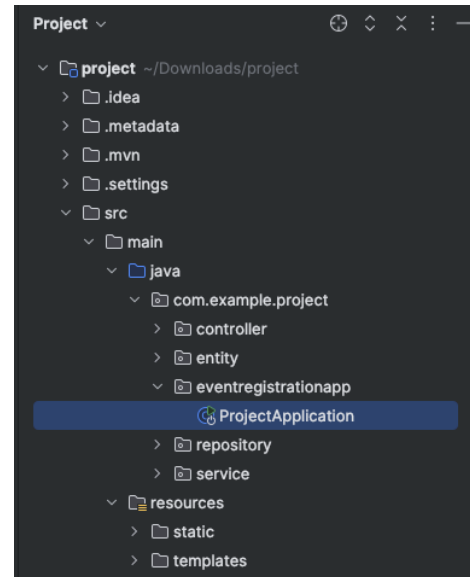 Project
project ~/Downloads/project
.idea
.metadata
.mvn
.settings
src
main
java
com.example.project
controller
entity
eventregistrationapp
ProjectApplication
repository
service
resources
static
templates